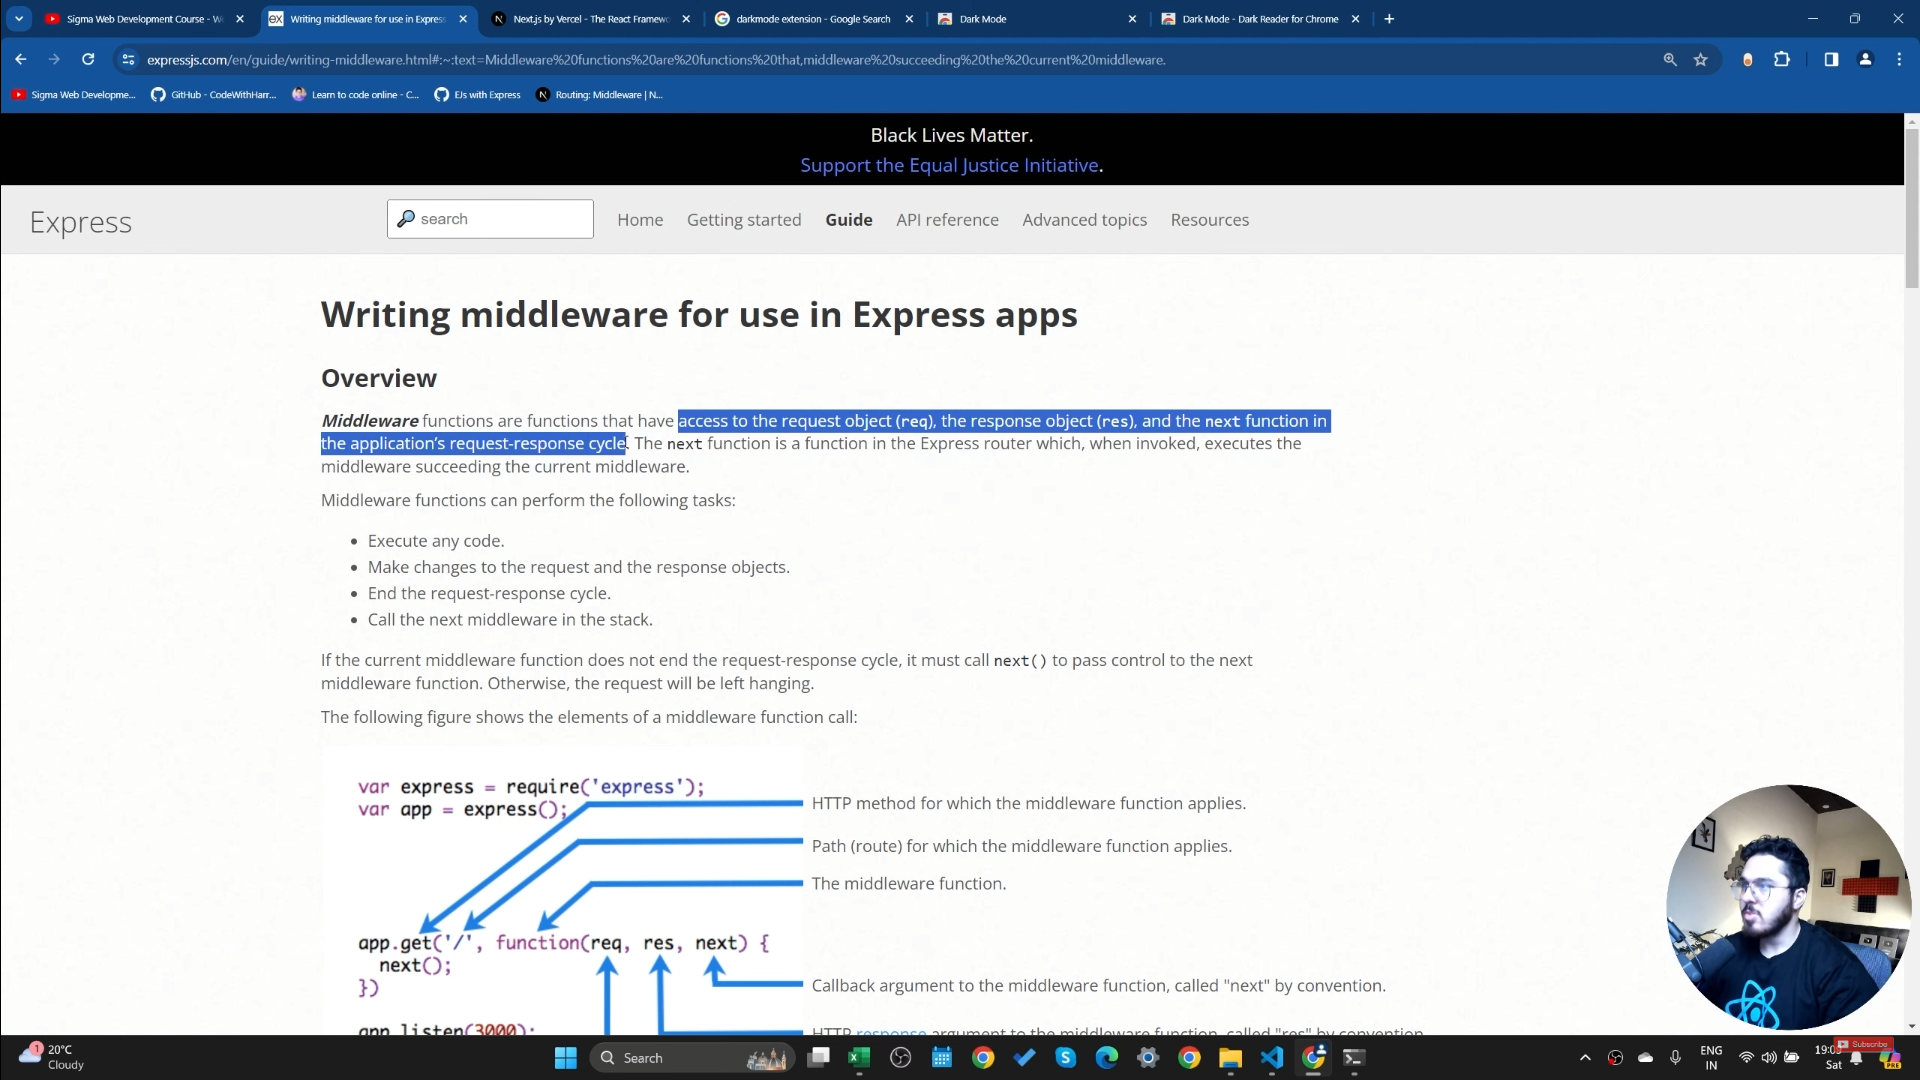 Sigma Web Development Course - W
Writing middleware for use in Express
Next.js by Vercel - The React Framew
darkmode extension - Google Search
Dark Mode
Dark Mode - Dark Reader for Chrome
expressjs.com/en/guide/writing-middleware.html#:~:text=Middleware%20functions%20are%20functions%20that,middleware%20succeeding%20the%20current%20middleware.
Sigma Web Developme...
GitHub - CodeWithHarr...
Learn to code online - C...
EJs with Express
Routing: Middleware | N...
Black Lives Matter.
Support the Equal Justice Initiative.
Express
search
Home
Getting started
Guide
API reference
Advanced topics
Resources
Writing middleware for use in Express apps
Overview
Middleware functions are functions that have access to the request object (req), the response object (res), and the next function in
the application's request-response cycle. The next function is a function in the Express router which, when invoked, executes the
middleware succeeding the current middleware.
Middleware functions can perform the following tasks:
• Execute any code.
• Make changes to the request and the response objects.
• End the request-response cycle.
• Call the next middleware in the stack.
If the current middleware function does not end the request-response cycle, it must call next() to pass control to the next
middleware function. Otherwise, the request will be left hanging.
The following figure shows the elements of a middleware function call:
var express = require('express');
var app = express();
HTTP method for which the middleware function applies.
Path (route) for which the middleware function applies.
The middleware function.
app.get('/', function(req, res, next) {
next();
})
Callback argument to the middleware function, called "next" by convention.
app.listen(3000);
HTTP response argument to the middleware function, called "res" by convention.
1
20°C
Cloudy
Search
ENG
IN
19:0
Sat
Subscribe
PRE